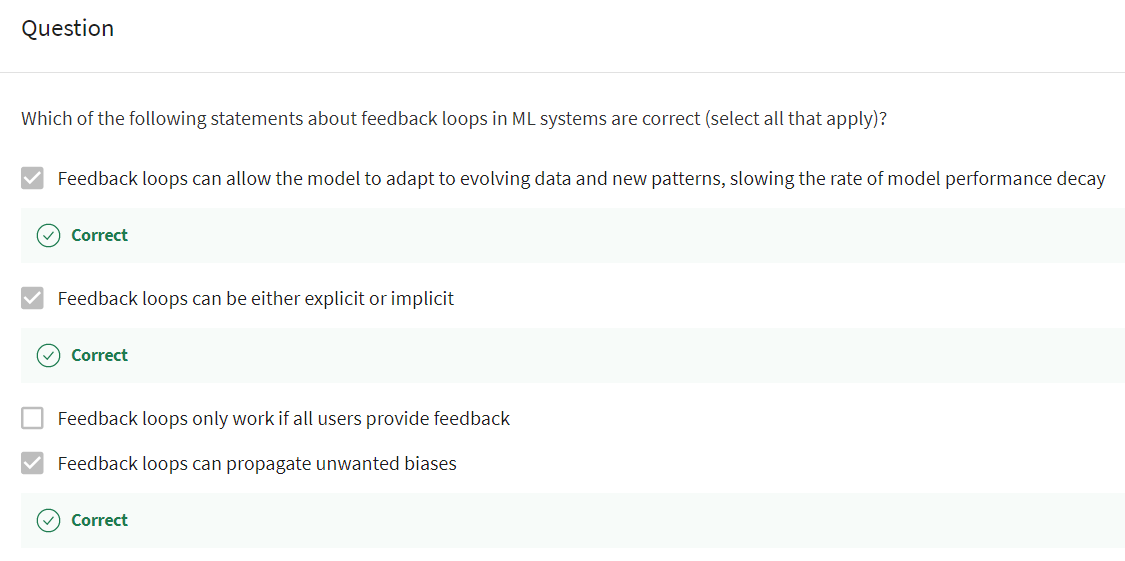 Question
Which of the following statements about feedback loops in ML systems are correct (select all that apply)?
Feedback loops can allow the model to adapt to evolving data and new patterns, slowing the rate of model performance decay
Correct
Feedback loops can be either explicit or implicit
Correct
Feedback loops only work if all users provide feedback
Feedback loops can propagate unwanted biases
Correct